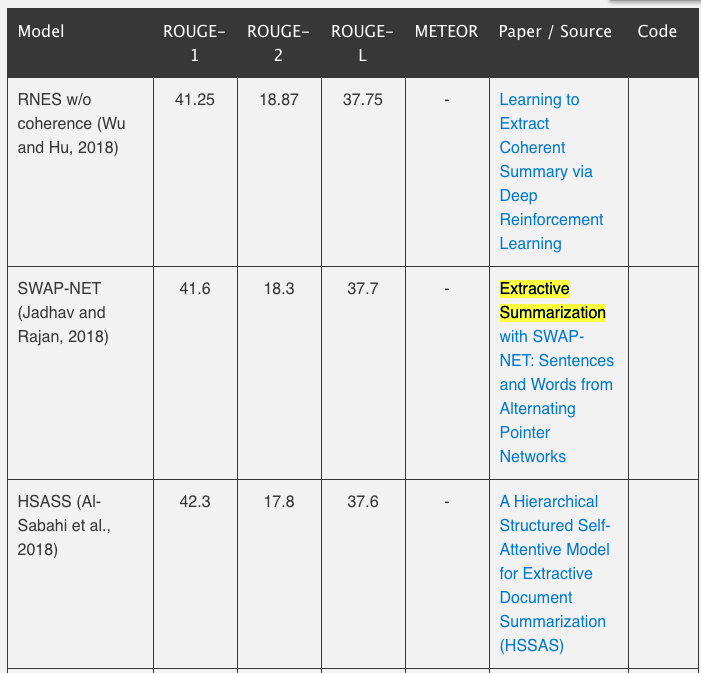 Model ROUGE-1 ROUGE-2 ROUGE-L METEOR Paper / Source Code
RNES w/o coherence (Wu and Hu, 2018) 41.25 18.87 37.75 - Learning to Extract Coherent Summary via Deep Reinforcement Learning
SWAP-NET (Jadhav and Rajan, 2018) 41.6 18.3 37.7 - Extractive Summarization with SWAP-NET: Sentences and Words from Alternating Pointer Networks
HSASS (Al-Sabahi et al., 2018) 42.3 17.8 37.6 - A Hierarchical Structured Self-Attentive Model for Extractive Document Summarization (HSSAS)